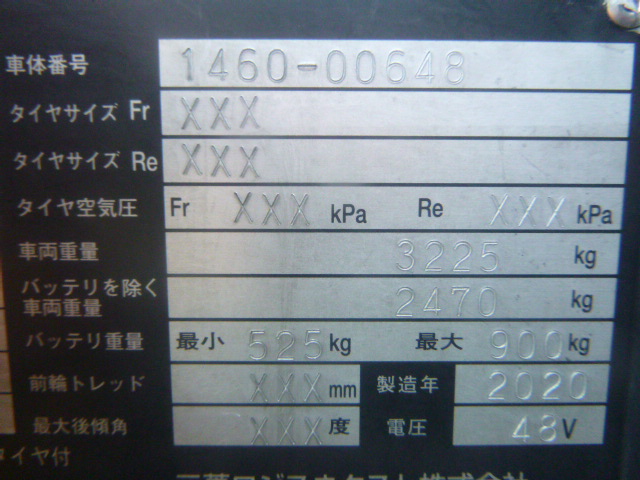 車体番号 1460-00648
タイヤサイズ Fr XXX
タイヤサイズ Re XXX
タイヤ空気圧 Fr XXX kPa Re XXX kPa
車両重量 3225 kg
バッテリを除く
車両重量 2470 kg
バッテリ重量 最小 525 kg 最大 900 kg
前輪トレッド XXX mm 製造年 2020
最大後傾角 XXX 度 電圧 48 V
タイヤ付